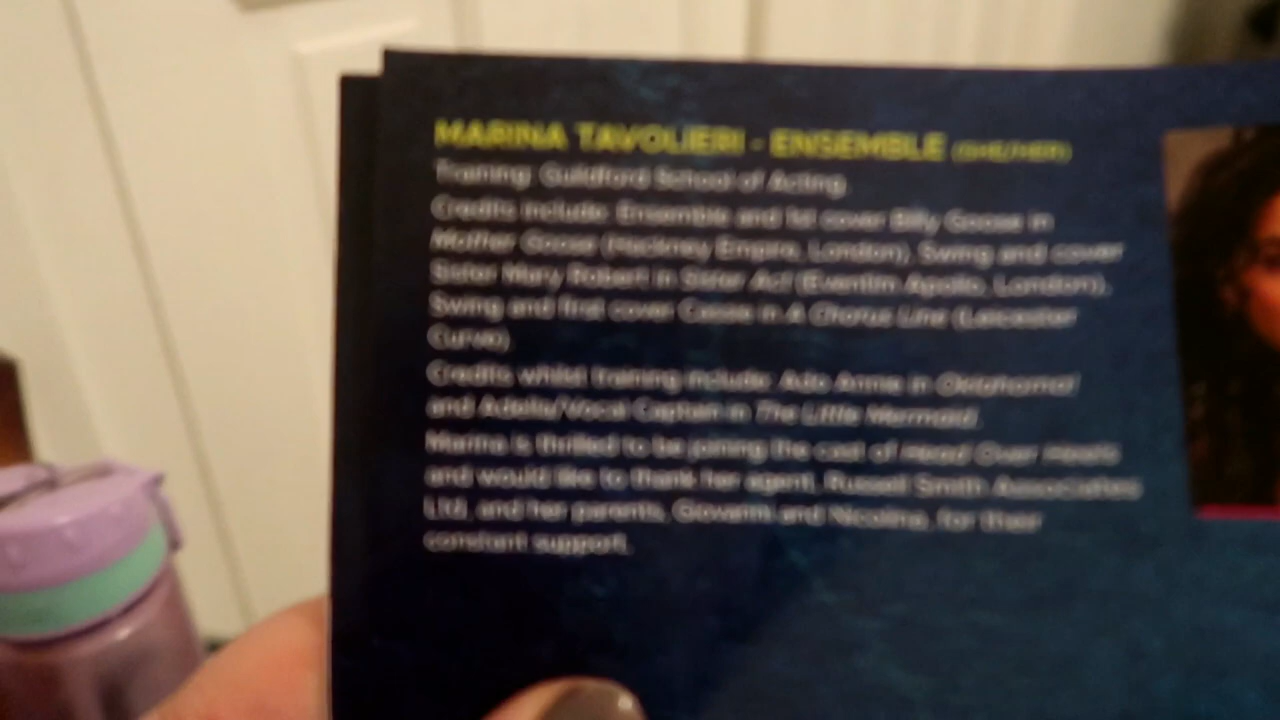 MARINA TAVOLIERI - ENSEMBLE (SHE/HER)
Training: Guildford School of Acting.
Credits include: Ensemble and 1st cover Billy Goose in
Mother Goose (Hackney Empire, London), Swing and cover
Sister Mary Robert in Sister Act (Eventim Apollo, London),
Swing and first cover Cassie in A Chorus Line (Leicester
Curve).
Credits whilst training include: Ado Annie in Oklahoma!
and Adella/Vocal Captain in The Little Mermaid.
Marina is thrilled to be joining the cast of Head Over Heels
and would like to thank her agent, Russell Smith Associates
Ltd, and her parents, Giovanni and Nicolina, for their
constant support.